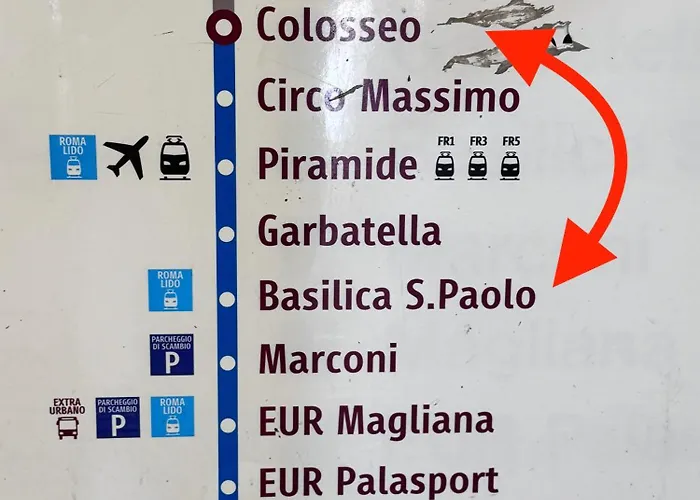 Colosseo
Circo Massimo
ROMA
LIDO
Piramide
FR1 FR3 FR5
Garbatella
ROMA
LIDO
Basilica S.Paolo
PARCHEGGIO
DI SCAMBIO
P
Marconi
EXTRA
URBANO
PARCHEGGIO
DI SCAMBIO
P
ROMA
LIDO
EUR Magliana
EUR Palasport